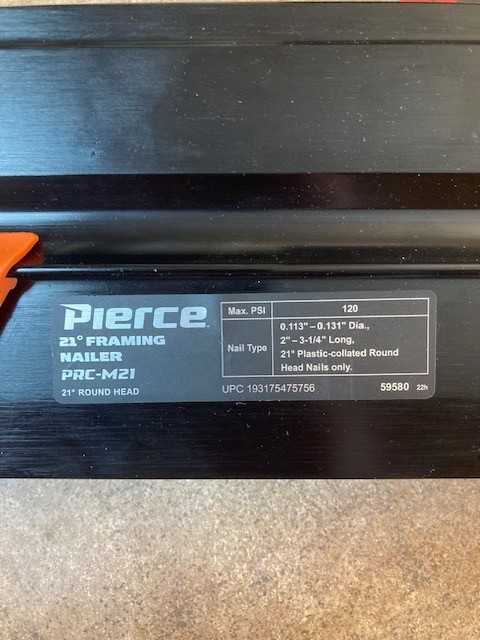 Pierce
21° FRAMING
NAILER
PRC-M21
21° ROUND HEAD
Max. PSI 120
Nail Type 0.113" – 0.131" Dia.,
2" – 3-1/4" Long,
21° Plastic-collated Round
Head Nails only.
UPC 193175475756 59580 22h